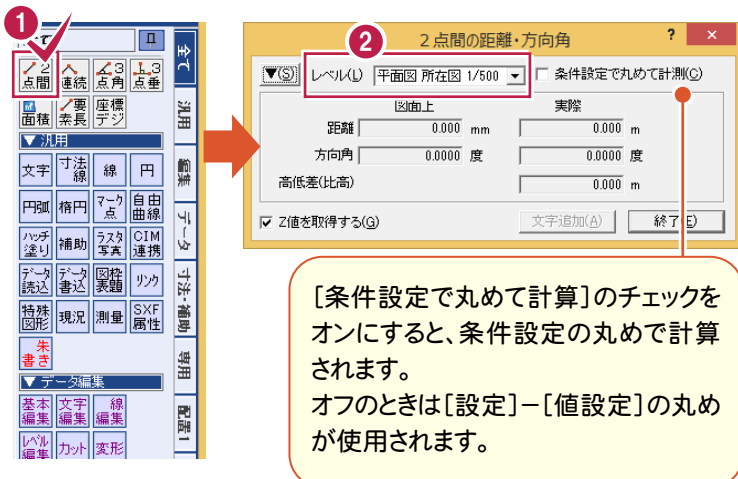 1
全て
2
点間
連続
3
点角
3
点垂
面積
要
素長
座標
デジ
▼ 汎用
文字
寸法
線
線
円
円弧
楕円
マーク
点
自由
曲線
ハッチ
塗り
補助
ラスタ
写真
CIM
連携
データ
読込
データ
書込
図枠
表題
リンク
特殊
図形
現況
測量
SXF
属性
朱
書き
▼ データ編集
基本
編集
文字
編集
線
編集
レベル
編集
カット
変形
全て
汎用
編集
データ
寸法・補助
専用
配置1
2
2点間の距離・方向角
? ×
▼(S) レベル(L) 平面図 所在図 1/500 条件設定で丸めて計測(C)
図面上 実際
距離 0.000 mm 0.000 m
方向角 0.0000 度 0.0000 度
高低差(比高) 0.000 m
Z値を取得する(G) 文字追加(A) 終了(E)
［条件設定で丸めて計算］のチェックを
オンにすると、条件設定の丸めで計算
されます。
オフのときは［設定］－［値設定］の丸め
が使用されます。